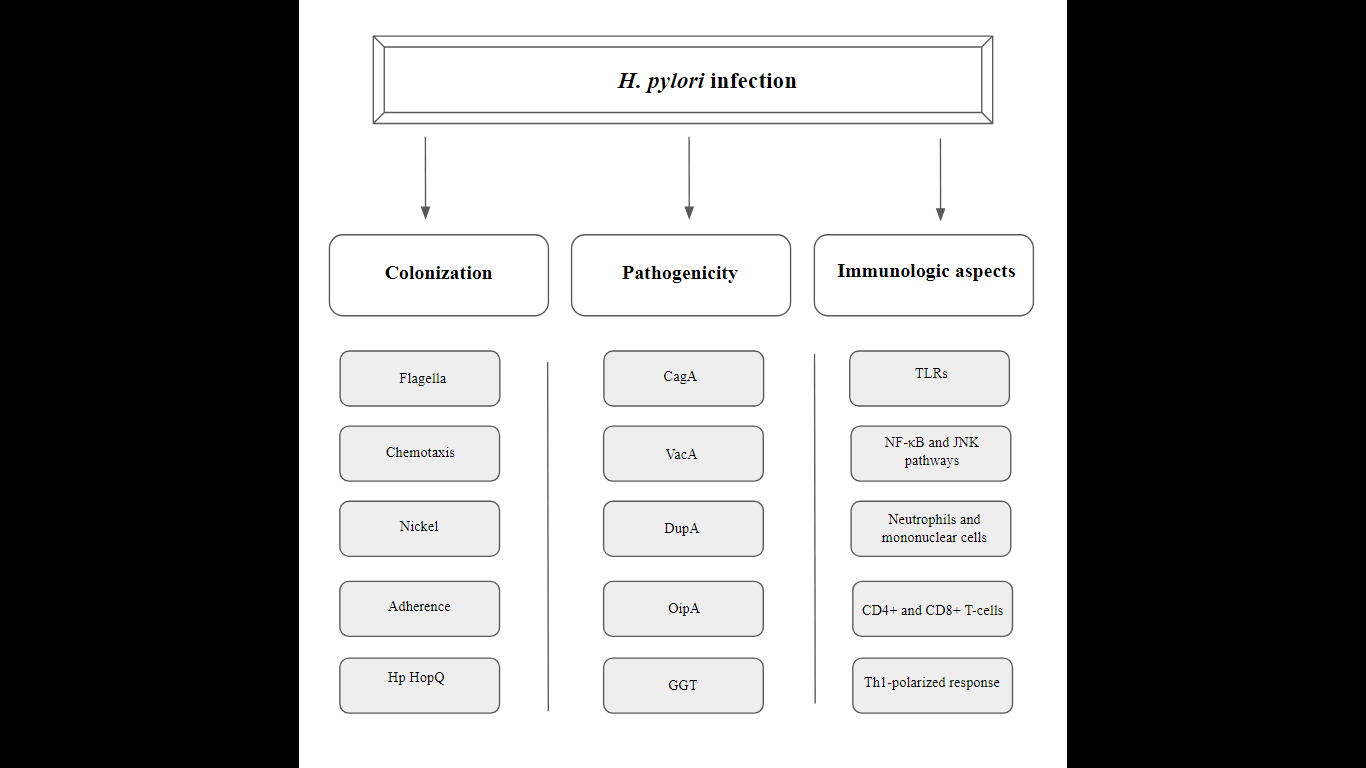 H. pylori infection
Colonization
Pathogenicity
Immunologic aspects
Flagella
Chemotaxis
Nickel
Adherence
Hp HopQ
CagA
VacA
DupA
OipA
GGT
TLRs
NF-κB and JNK
pathways
Neutrophils and
mononuclear cells
CD4+ and CD8+ T-cells
Th1-polarized response